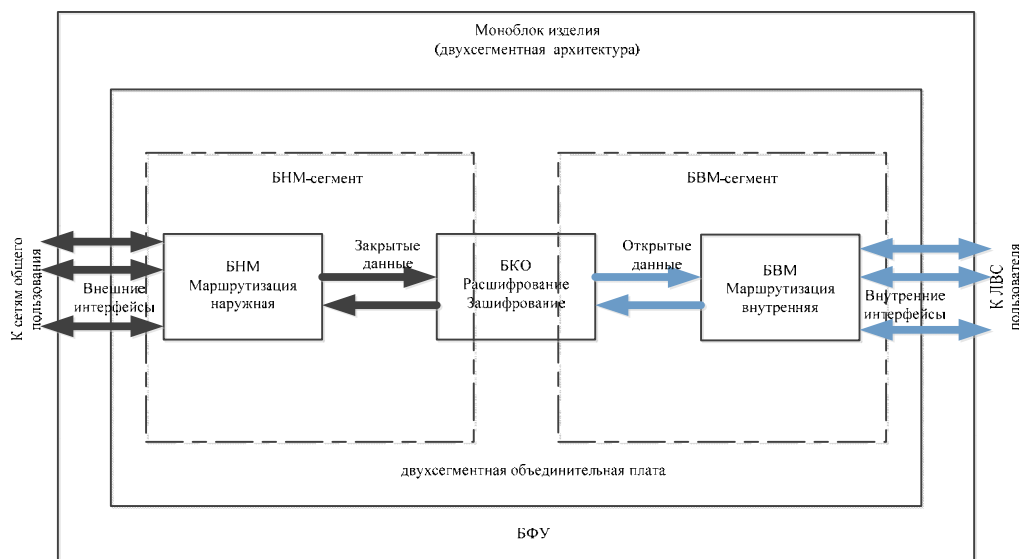 Моноблок изделия
(двухсегментная архитектура)
БНМ-сегмент
БВМ-сегмент
К сетям общего
пользования
Внешние
интерфейсы
БНМ
Маршрутизация
наружная
Закрытые
данные
БКО
Расшифрование
Зашифрование
Открытые
данные
БВМ
Маршрутизация
внутренняя
Внутренние
интерфейсы
К ЛВС
пользователя
двухсегментная объединительная плата
БФУ